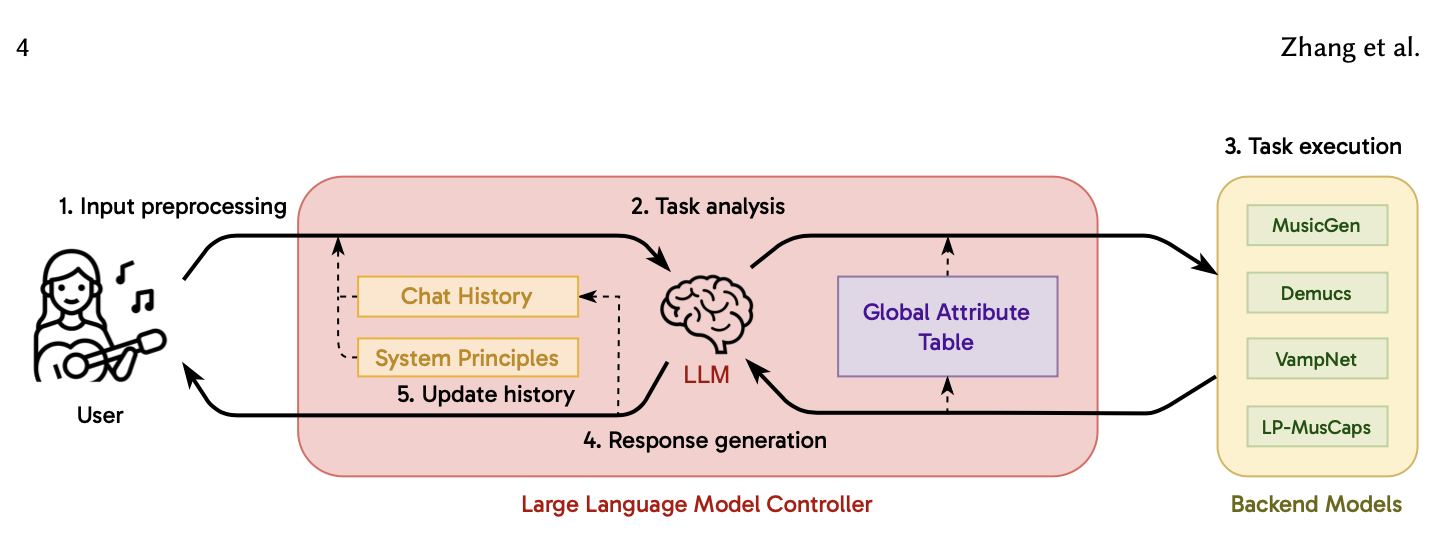 4
Zhang et al.
3. Task execution
1. Input preprocessing
2. Task analysis
MusicGen
Demucs
VampNet
LP-MusCaps
Chat History
System Principles
Global Attribute
Table
LLM
5. Update history
User
4. Response generation
Large Language Model Controller
Backend Models